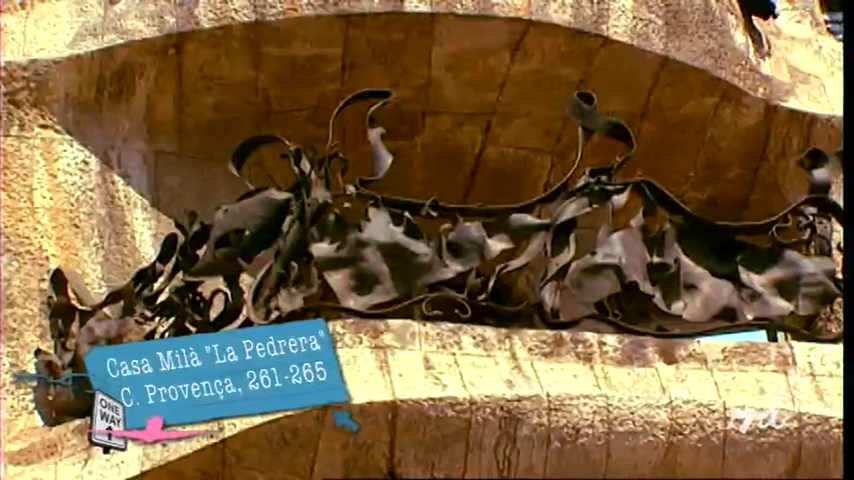 Casa Milà "La Pedrera"
C. Provença, 261-265
ONE
WAY